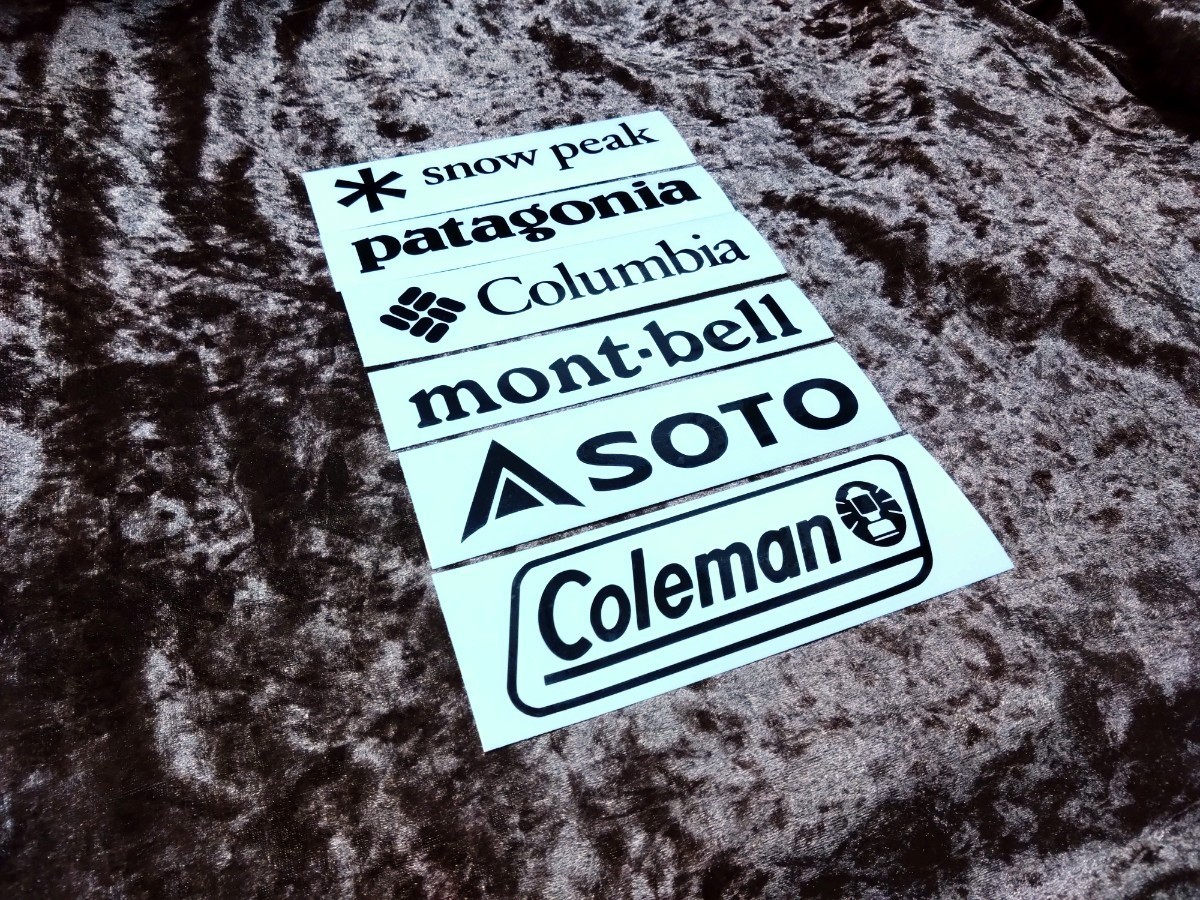 snow peak
patagonia
Columbia
mont·bell
SOTO
Coleman